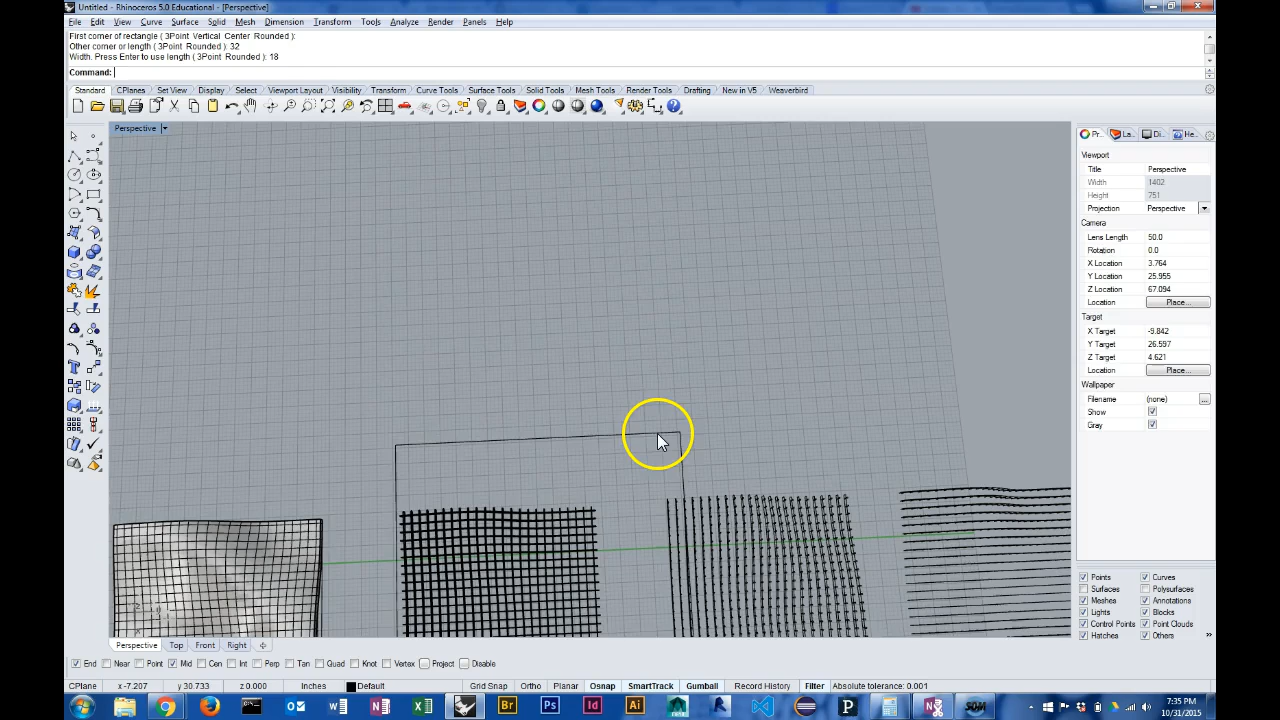 Untitled - Rhinoceros 5.0 Educational - [Perspective]
File Edit View Curve Surface Solid Mesh Dimension Transform Tools Analyze Render Panels Help
First corner of rectangle ( 3Point Vertical Center Rounded ):
Other corner or length ( 3Point Rounded ): 32
Width. Press Enter to use length ( 3Point Rounded ): 18
Command:
Standard CPlanes Set View Display Select Viewport Layout Visibility Transform Curve Tools Surface Tools Solid Tools Mesh Tools Render Tools Drafting New in V5 Weaverbird
Perspective
Pr... La... Di... He...
Viewport
Title Perspective
Width 1402
Height 751
Projection Perspective
Camera
Lens Length 50.0
Rotation 0.0
X Location 3.764
Y Location 25.955
Z Location 67.094
Location Place...
Target
X Target -9.842
Y Target 26.597
Z Target 4.621
Location Place...
Wallpaper
Filename (none) ...
Show
Gray
Points Curves
Surfaces Polysurfaces
Meshes Annotations
Lights Blocks
Control Points Point Clouds
Hatches Others
Perspective Top Front Right
End Near Point Mid Cen Int Perp Tan Quad Knot Vertex Project Disable
CPlane x -7.207 y 30.733 z 0.000 Inches Default Grid Snap Ortho Planar Osnap SmartTrack Gumball Record History Filter Absolute tolerance: 0.001
Br Ps Id Ai
7:35 PM
10/31/2015